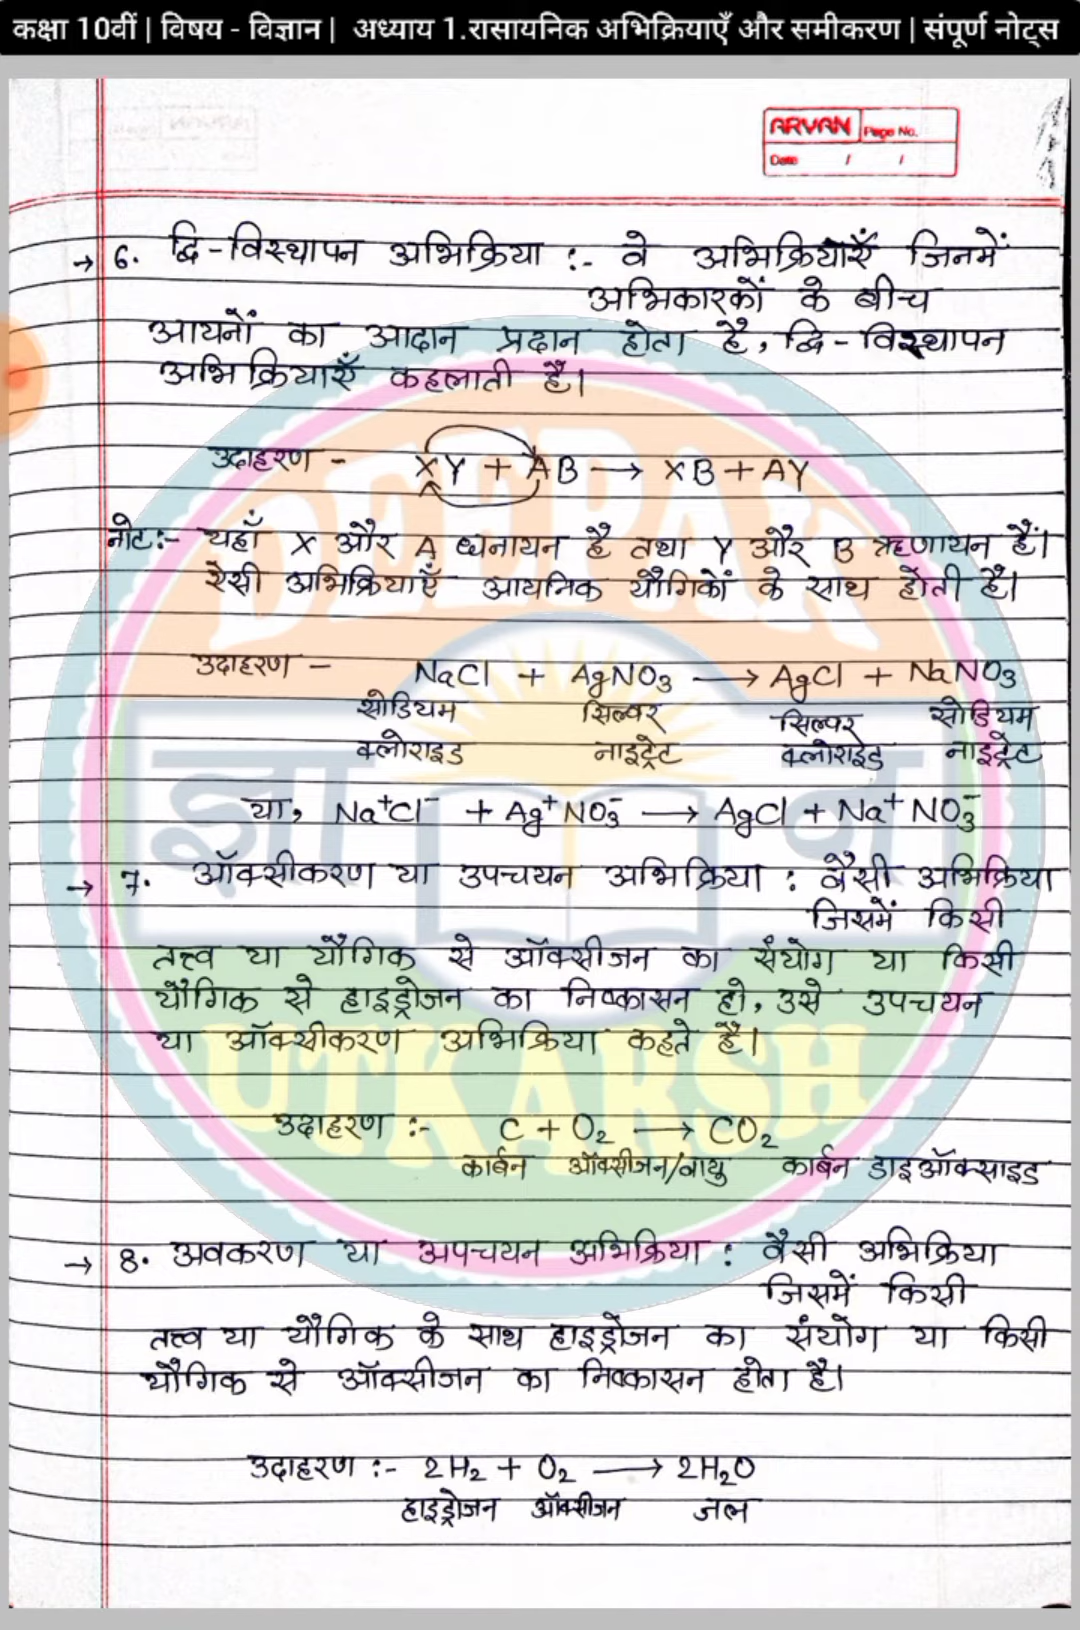 कक्षा 10वीं | विषय - विज्ञान | अध्याय 1.रासायनिक अभिक्रियाएँ और समीकरण | संपूर्ण नोट्स
ARVAN Page No.
Date / /
→ 6. द्वि-विस्थापन अभिक्रिया :- वे अभिक्रियाएँ जिनमें
अभिकारकों के बीच
आयनों का आदान प्रदान होता है, द्वि-विस्थापन
अभिक्रियाएँ कहलाती हैं।
उदाहरण - XY + AB → XB + AY
नोट:- यहाँ X और A धनायन है तथा Y और B ऋणायन हैं।
ऐसी अभिक्रियाएँ आयनिक यौगिकों के साथ होती है।
उदाहरण - NaCl + AgNO₃ → AgCl + NaNO₃
सोडियम सिल्वर सिल्वर सोडियम
क्लोराइड नाइट्रेट क्लोराइड नाइट्रेट
या, Na⁺Cl⁻ + Ag⁺NO₃⁻ → AgCl + Na⁺NO₃⁻
→ 7. ऑक्सीकरण या उपचयन अभिक्रिया : वैसी अभिक्रिया
जिसमें किसी
तत्त्व या यौगिक से ऑक्सीजन का संयोग या किसी
यौगिक से हाइड्रोजन का निष्कासन हो, उसे उपचयन
या ऑक्सीकरण अभिक्रिया कहते हैं।
उदाहरण :- C + O₂ → CO₂
कार्बन ऑक्सीजन/वायु कार्बन डाइऑक्साइड
→ 8. अवकरण या अपचयन अभिक्रिया : वैसी अभिक्रिया
जिसमें किसी
तत्त्व या यौगिक के साथ हाइड्रोजन का संयोग या किसी
यौगिक से ऑक्सीजन का निष्कासन होता है।
उदाहरण :- 2H₂ + O₂ → 2H₂O
हाइड्रोजन ऑक्सीजन जल
DEEPAK
ज्ञान
UTKARSH